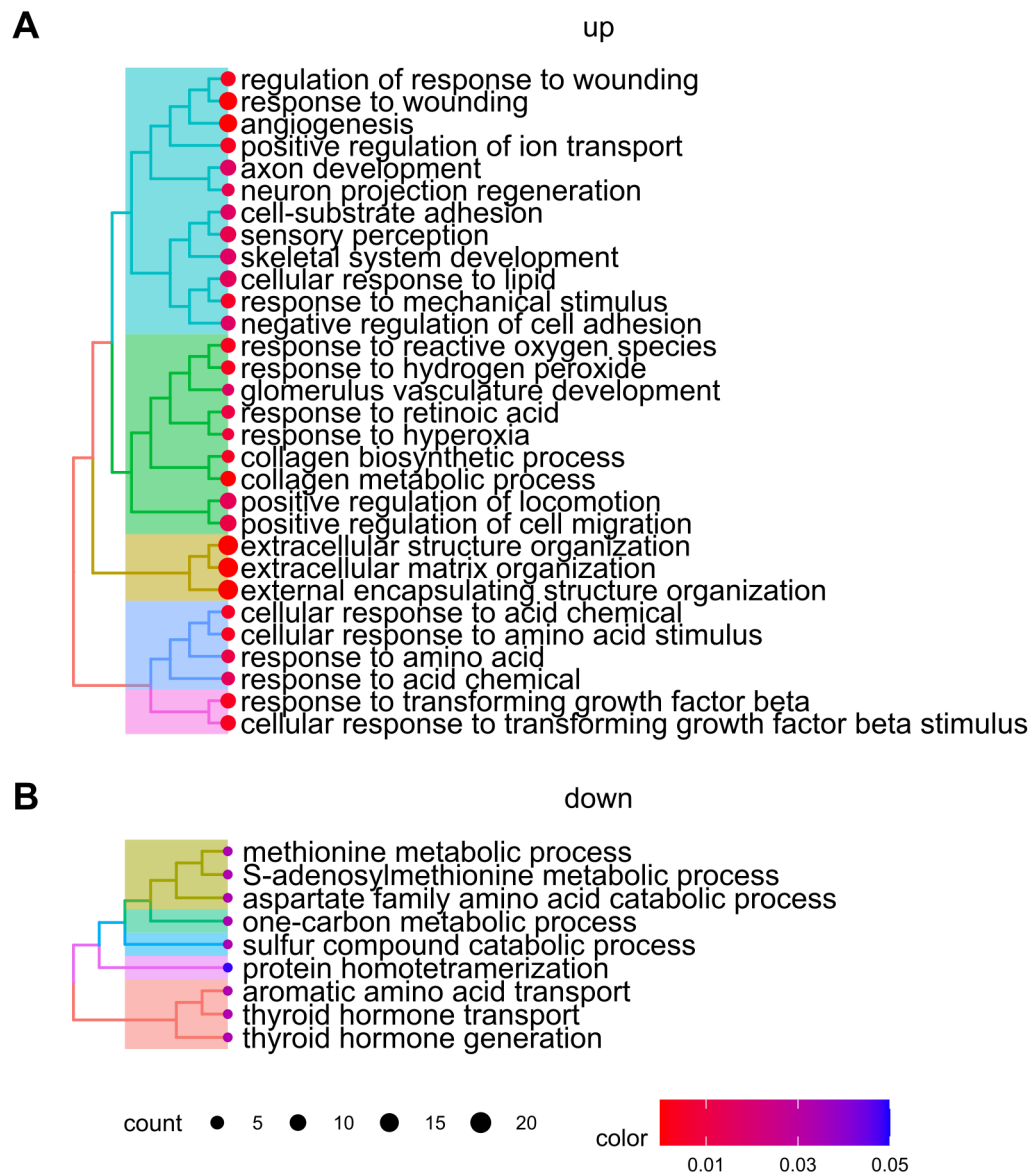 A
up
regulation of response to wounding
response to wounding
angiogenesis
positive regulation of ion transport
axon development
neuron projection regeneration
cell-substrate adhesion
sensory perception
skeletal system development
cellular response to lipid
response to mechanical stimulus
negative regulation of cell adhesion
response to reactive oxygen species
response to hydrogen peroxide
glomerulus vasculature development
response to retinoic acid
response to hyperoxia
collagen biosynthetic process
collagen metabolic process
positive regulation of locomotion
positive regulation of cell migration
extracellular structure organization
extracellular matrix organization
external encapsulating structure organization
cellular response to acid chemical
cellular response to amino acid stimulus
response to amino acid
response to acid chemical
response to transforming growth factor beta
cellular response to transforming growth factor beta stimulus
B
down
methionine metabolic process
S-adenosylmethionine metabolic process
aspartate family amino acid catabolic process
one-carbon metabolic process
sulfur compound catabolic process
protein homotetramerization
aromatic amino acid transport
thyroid hormone transport
thyroid hormone generation
count 5 10 15 20
color
0.01 0.03 0.05